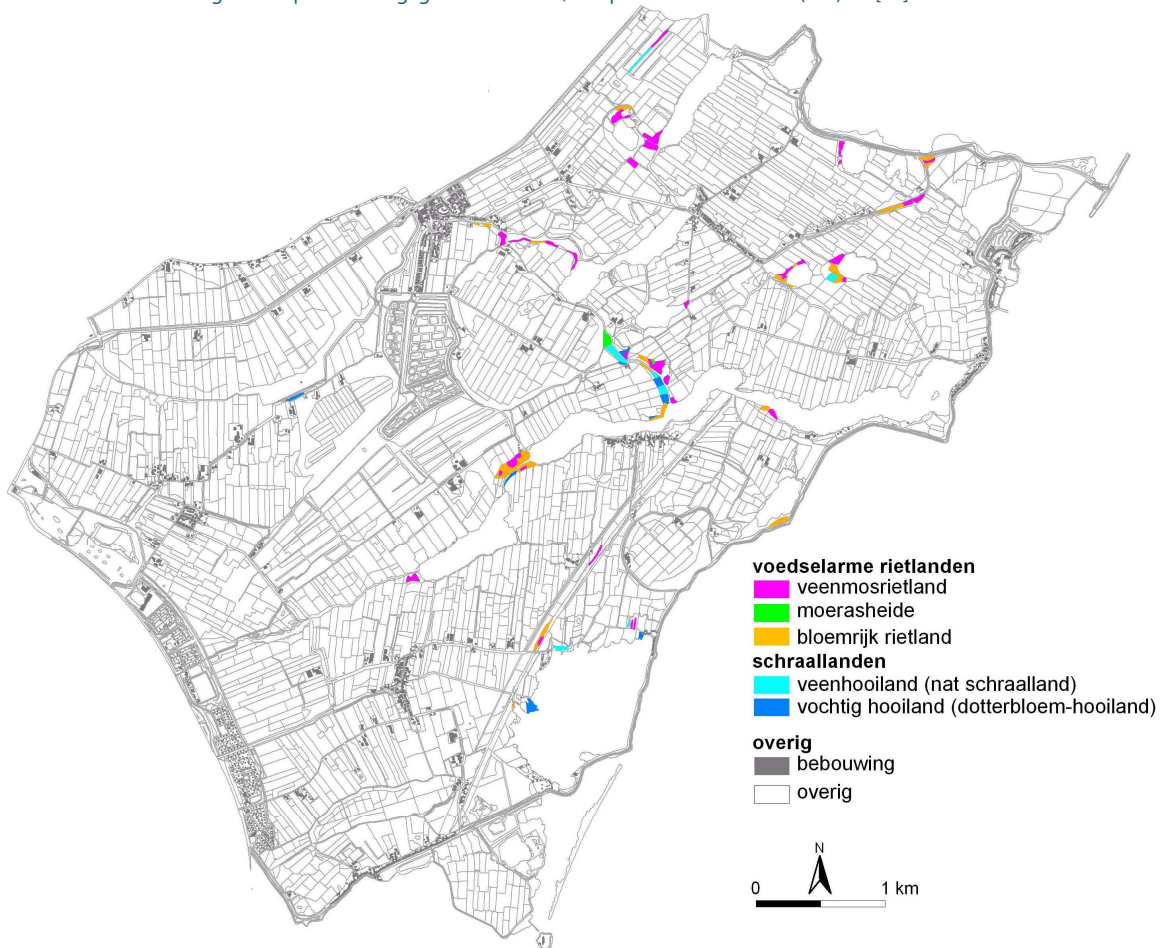 voedselarme rietlanden
veenmosrietland
moerasheide
bloemrijk rietland
schraallanden
veenhooiland (nat schraalland)
vochtig hooiland (dotterbloem-hooiland)
overig
bebouwing
overig
N
0 1 km